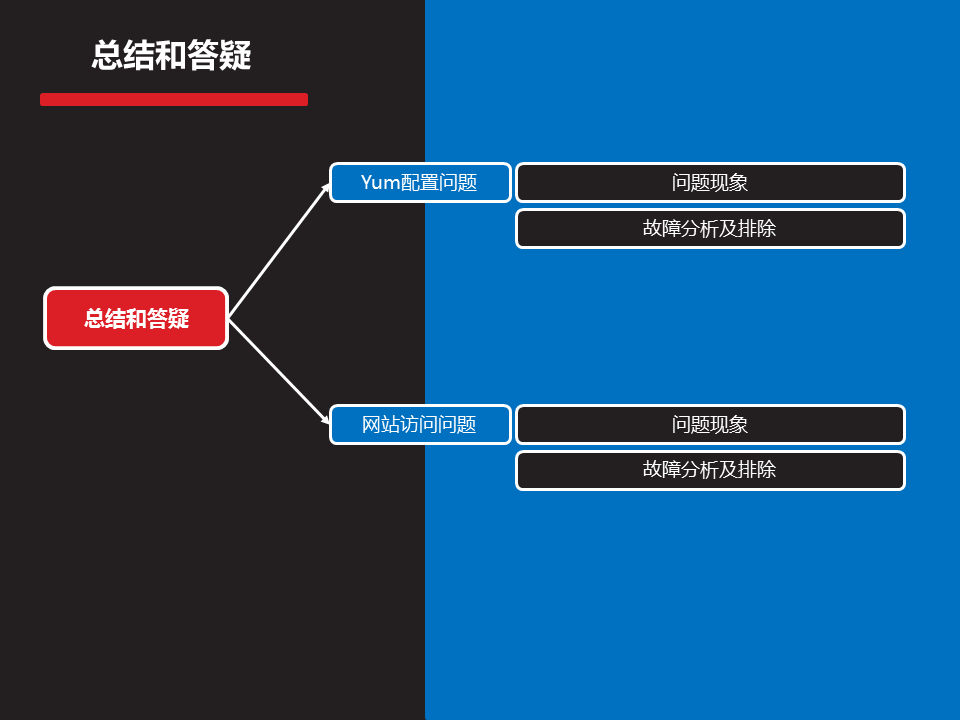 总结和答疑
Yum配置问题
问题现象
故障分析及排除
总结和答疑
网站访问问题
问题现象
故障分析及排除